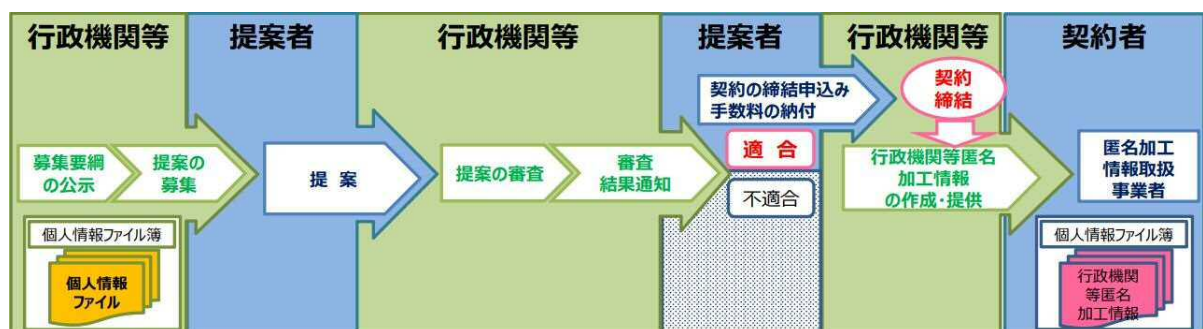 行政機関等
募集要綱
の公示
提案の
募集
個人情報ファイル簿
個人情報
ファイル
提案者
提 案
行政機関等
提案の審査
審査
結果通知
提案者
契約の締結申込み
手数料の納付
適 合
不適合
行政機関等
契約
締結
行政機関等匿名
加工情報
の作成・提供
契約者
匿名加工
情報取扱
事業者
個人情報ファイル簿
行政機関
等匿名
加工情報